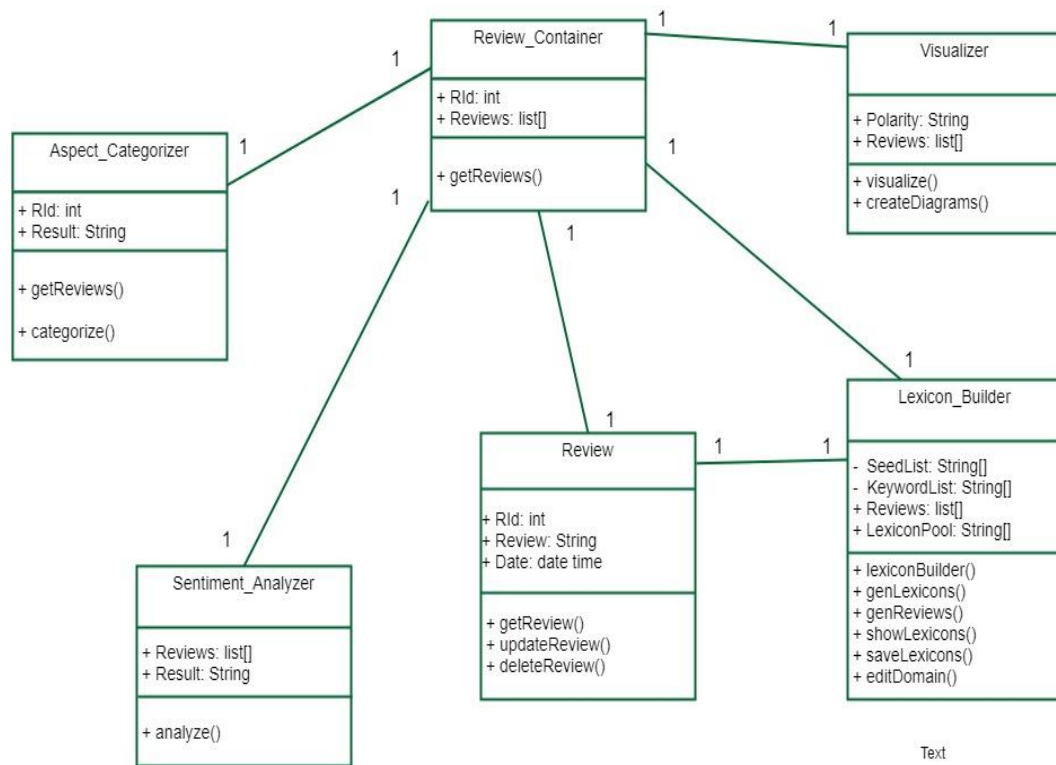 Review_Container
+ RId: int
+ Reviews: list[]
+ getReviews()
1
1
Visualizer
+ Polarity: String
+ Reviews: list[]
+ visualize()
+ createDiagrams()
1
1
Aspect_Categorizer
+ RId: int
+ Result: String
+ getReviews()
+ categorize()
1
1
1
1
1
1
Lexicon_Builder
- SeedList: String[]
- KeywordList: String[]
+ Reviews: list[]
+ LexiconPool: String[]
+ lexiconBuilder()
+ genLexicons()
+ genReviews()
+ showLexicons()
+ saveLexicons()
+ editDomain()
1
1
Review
+ RId: int
+ Review: String
+ Date: date time
+ getReview()
+ updateReview()
+ deleteReview()
Sentiment_Analyzer
+ Reviews: list[]
+ Result: String
+ analyze()
Text